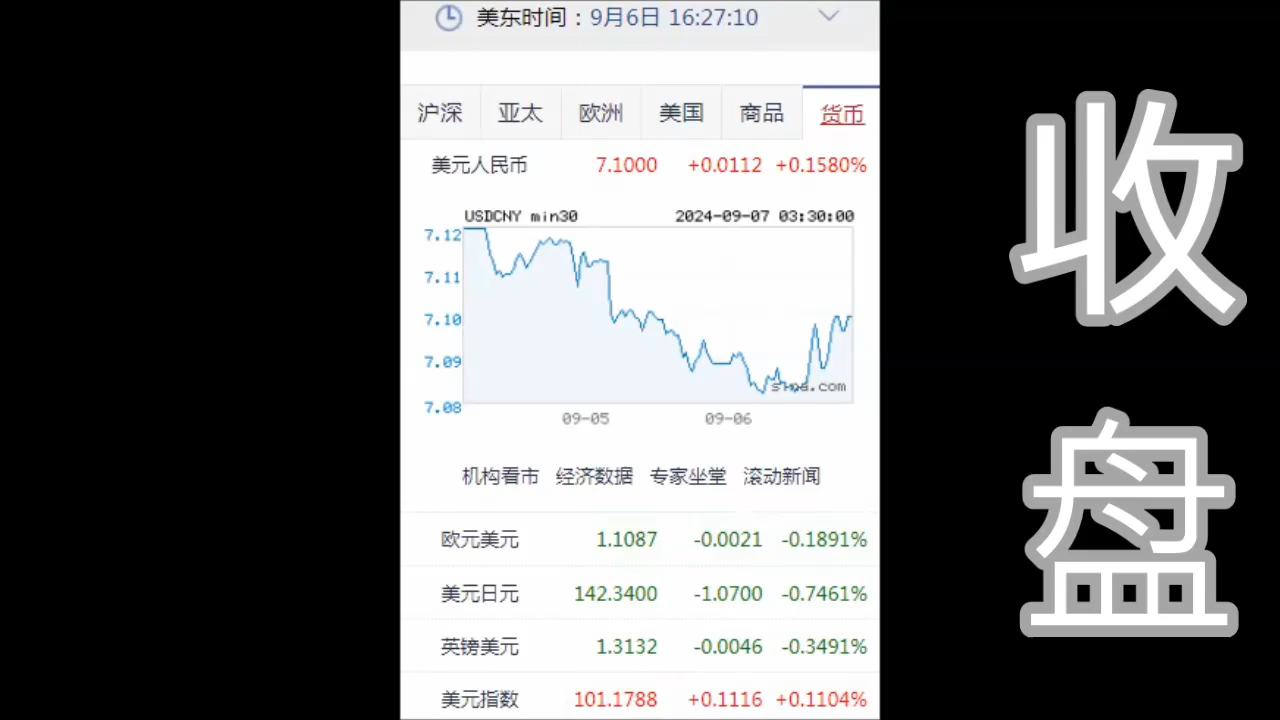 美东时间：9月6日 16:27:10
沪深 亚太 欧洲 美国 商品 货币
美元人民币 7.1000 +0.0112 +0.1580%
USDCNY min30 2024-09-07 03:30:00
7.12
7.11
7.10
7.09
7.08
sina.com
09-05 09-06
机构看市 经济数据 专家坐堂 滚动新闻
欧元美元 1.1087 -0.0021 -0.1891%
美元日元 142.3400 -1.0700 -0.7461%
英镑美元 1.3132 -0.0046 -0.3491%
美元指数 101.1788 +0.1116 +0.1104%
收
盘